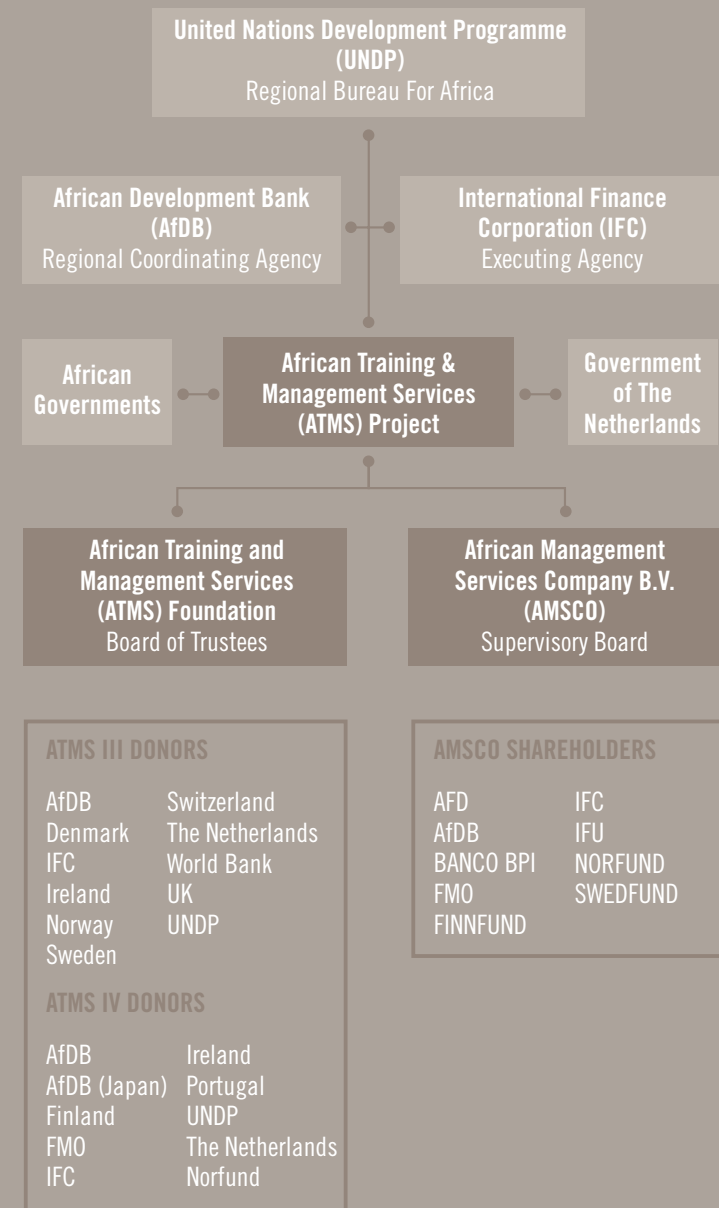 United Nations Development Programme
(UNDP)
Regional Bureau For Africa
African Development Bank
(AfDB)
Regional Coordinating Agency
International Finance
Corporation (IFC)
Executing Agency
African
Governments
African Training &
Management Services
(ATMS) Project
Government
of The
Netherlands
African Training and
Management Services
(ATMS) Foundation
Board of Trustees
African Management
Services Company B.V.
(AMSCO)
Supervisory Board
ATMS III DONORS
AfDB
Denmark
IFC
Ireland
Norway
Sweden
Switzerland
The Netherlands
World Bank
UK
UNDP
ATMS IV DONORS
AfDB
AfDB (Japan)
Finland
FMO
IFC
Ireland
Portugal
UNDP
The Netherlands
Norfund
AMSCO SHAREHOLDERS
AFD
AfDB
BANCO BPI
FMO
FINNFUND
IFC
IFU
NORFUND
SWEDFUND